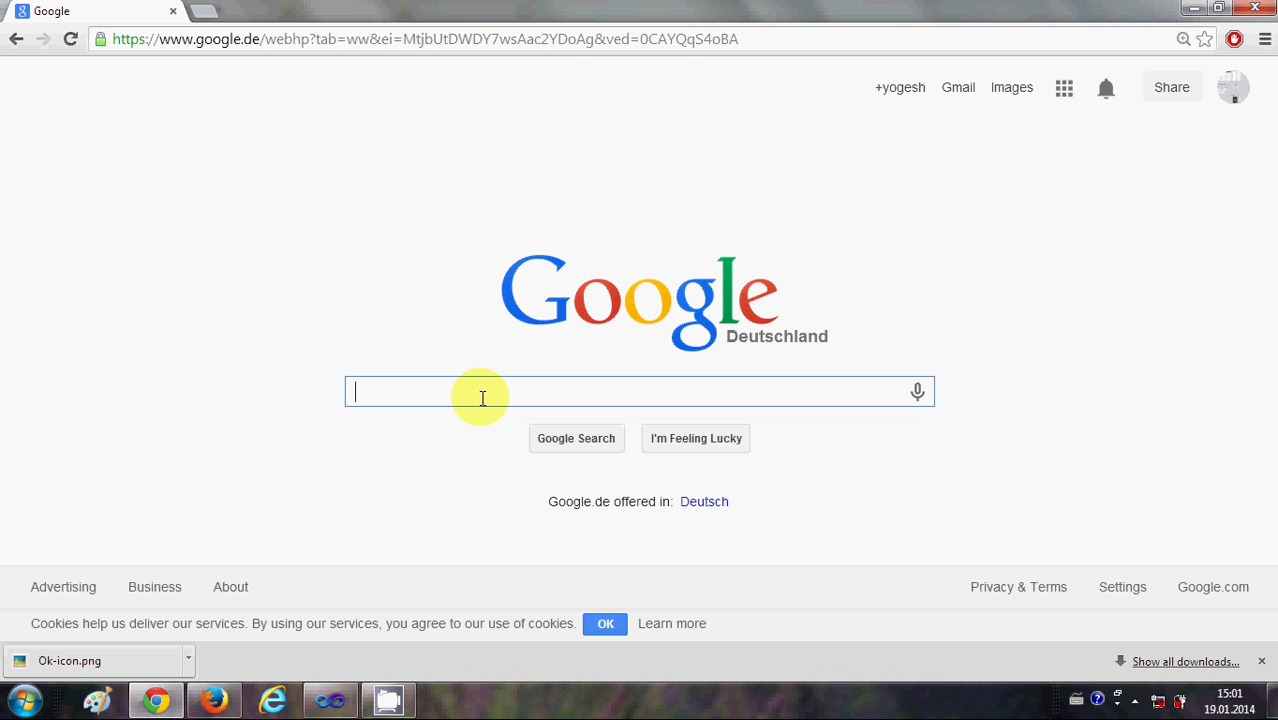 Google
https://www.google.de/webhp?tab=ww&ei=MtjbUtDWDY7wsAac2YDoAg&ved=0CAYQqS4oBA
+yogesh Gmail Images Share
Google
Deutschland
Google Search I'm Feeling Lucky
Google.de offered in: Deutsch
Advertising Business About Privacy & Terms Settings Google.com
Cookies help us deliver our services. By using our services, you agree to our use of cookies. OK Learn more
Ok-icon.png Show all downloads...
15:01
19.01.2014